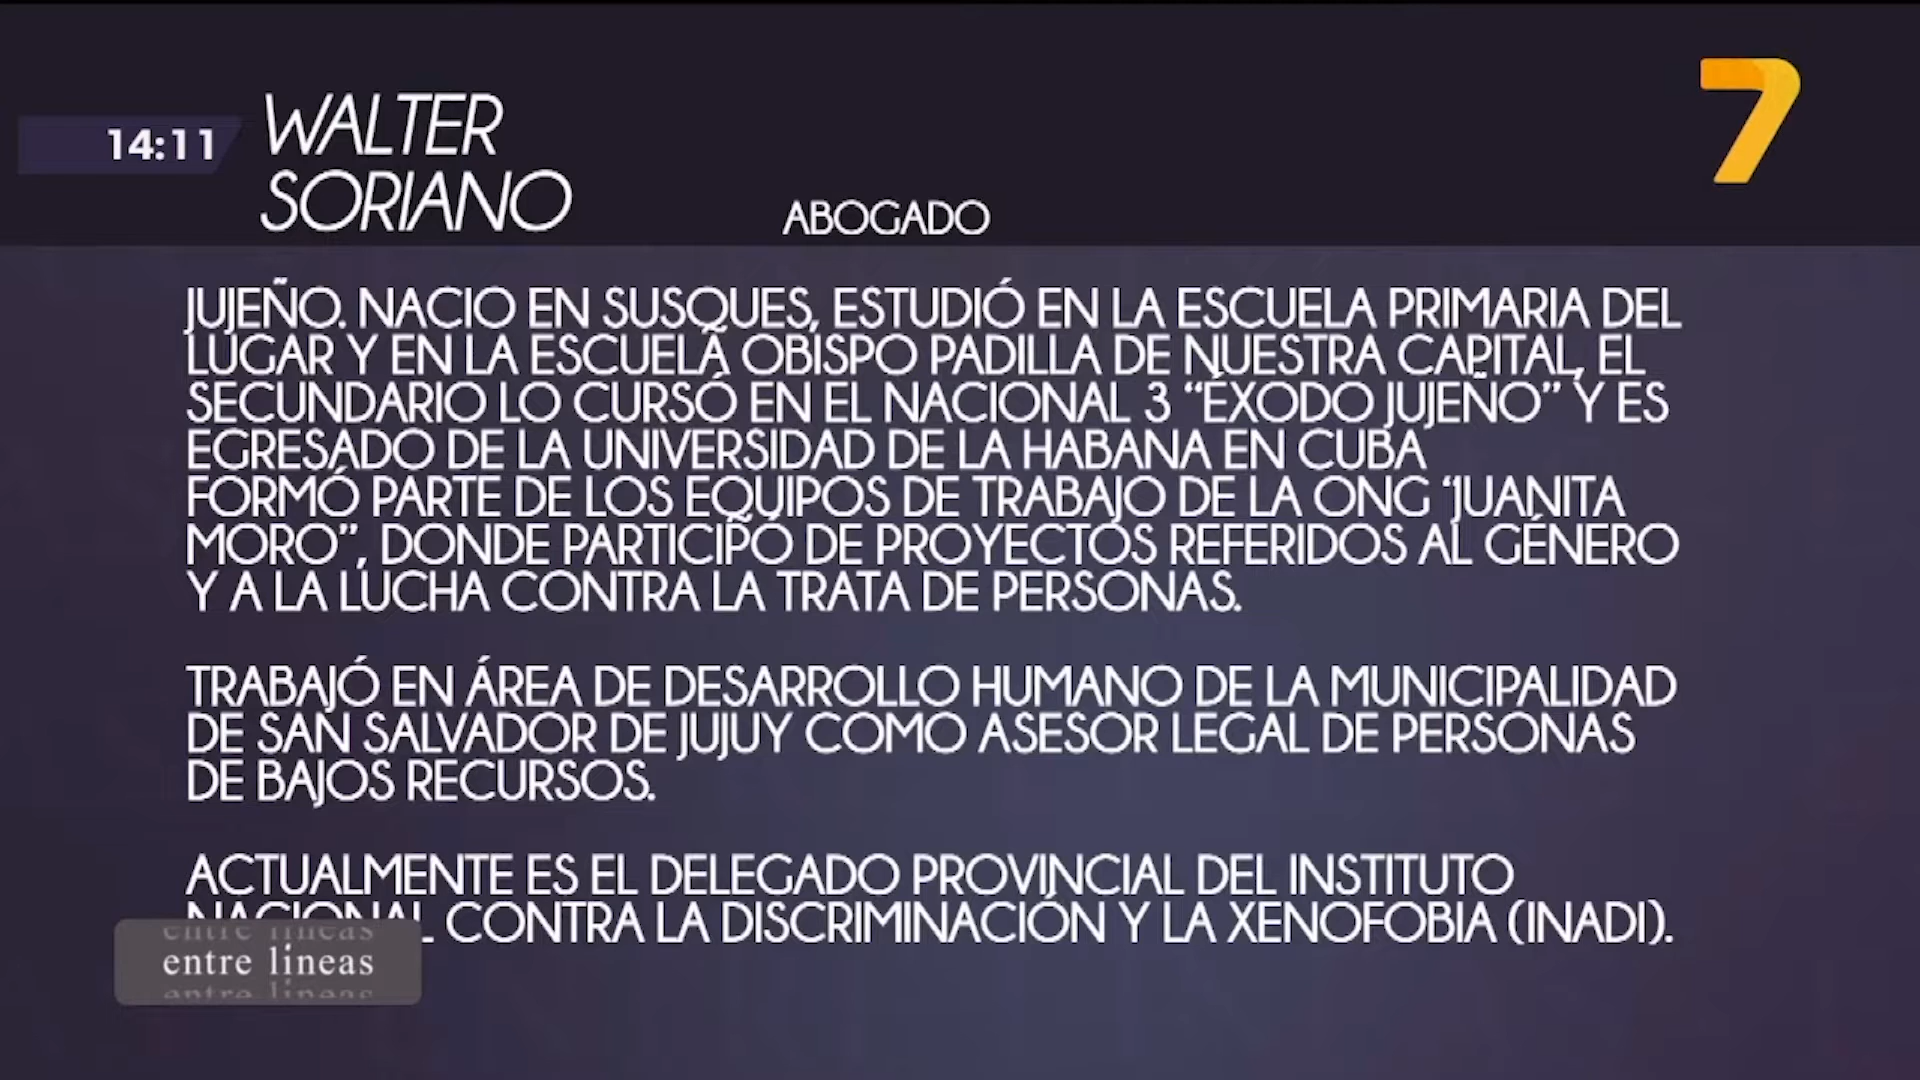 7
14:11
WALTER
SORIANO
ABOGADO
JUJEÑO. NACIO EN SUSQUES, ESTUDIÓ EN LA ESCUELA PRIMARIA DEL
LUGAR Y EN LA ESCUELA OBISPO PADILLA DE NUESTRA CAPITAL, EL
SECUNDARIO LO CURSÓ EN EL NACIONAL 3 “ÉXODO JUJEÑO” Y ES
EGRESADO DE LA UNIVERSIDAD DE LA HABANA EN CUBA
FORMÓ PARTE DE LOS EQUIPOS DE TRABAJO DE LA ONG “JUANITA
MORO”, DONDE PARTICIPÓ DE PROYECTOS REFERIDOS AL GÉNERO
Y A LA LUCHA CONTRA LA TRATA DE PERSONAS.
TRABAJÓ EN ÁREA DE DESARROLLO HUMANO DE LA MUNICIPALIDAD
DE SAN SALVADOR DE JUJUY COMO ASESOR LEGAL DE PERSONAS
DE BAJOS RECURSOS.
ACTUALMENTE ES EL DELEGADO PROVINCIAL DEL INSTITUTO
NACIONAL CONTRA LA DISCRIMINACIÓN Y LA XENOFOBIA (INADI).
entre lineas
entre lineas
entre lineas